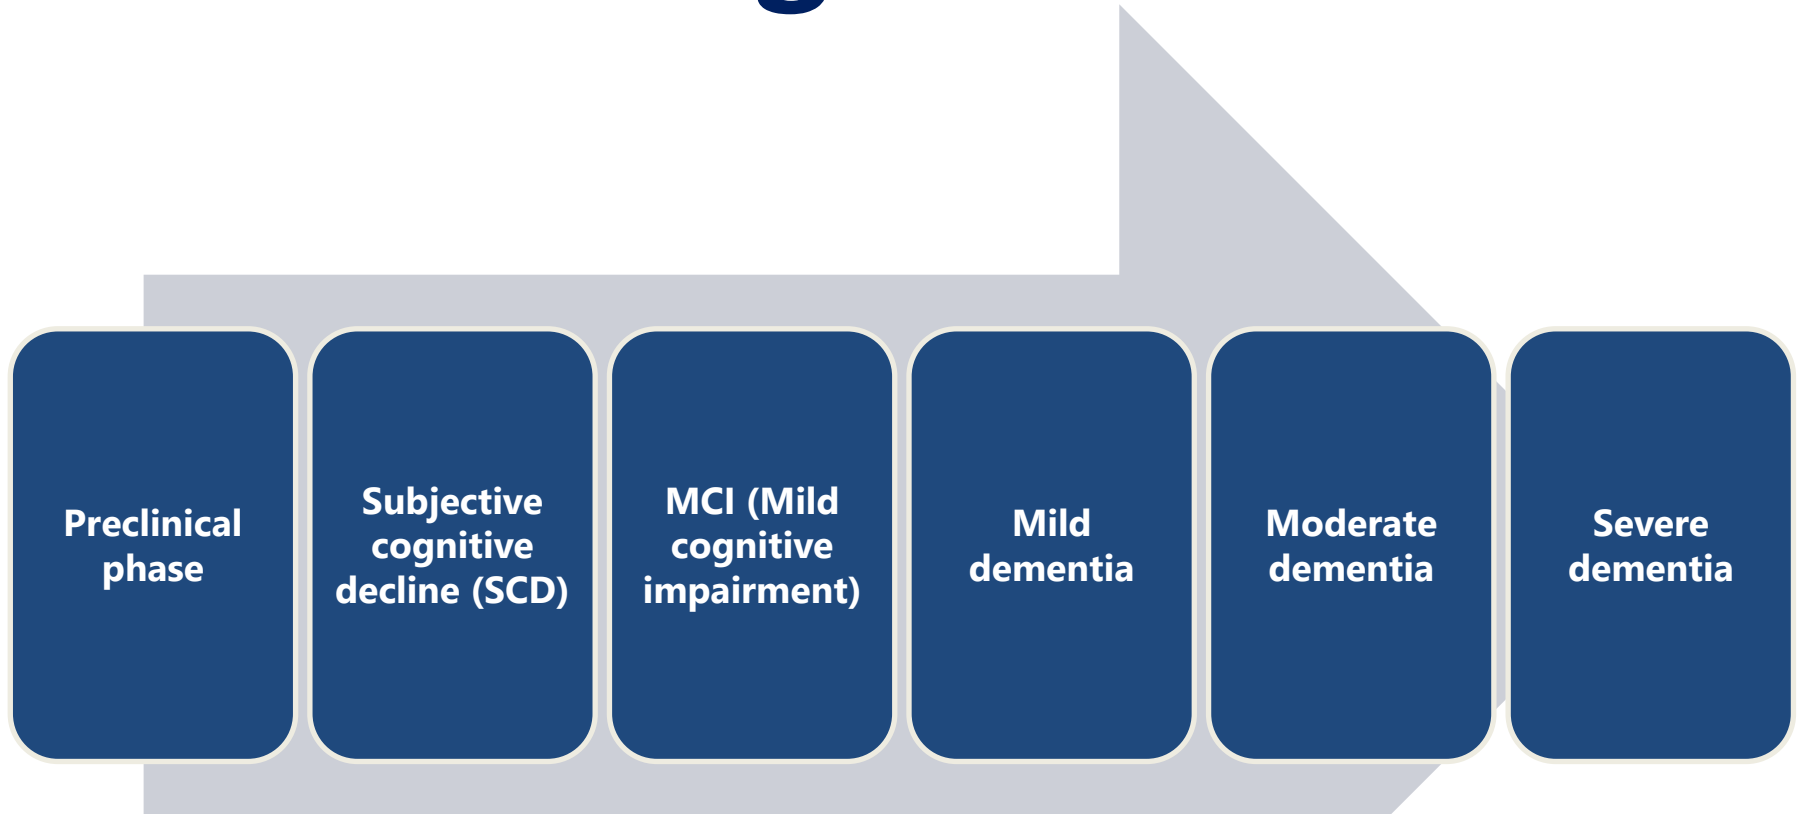 Preclinical
phase
Subjective
cognitive
decline (SCD)
MCI (Mild
cognitive
impairment)
Mild
dementia
Moderate
dementia
Severe
dementia